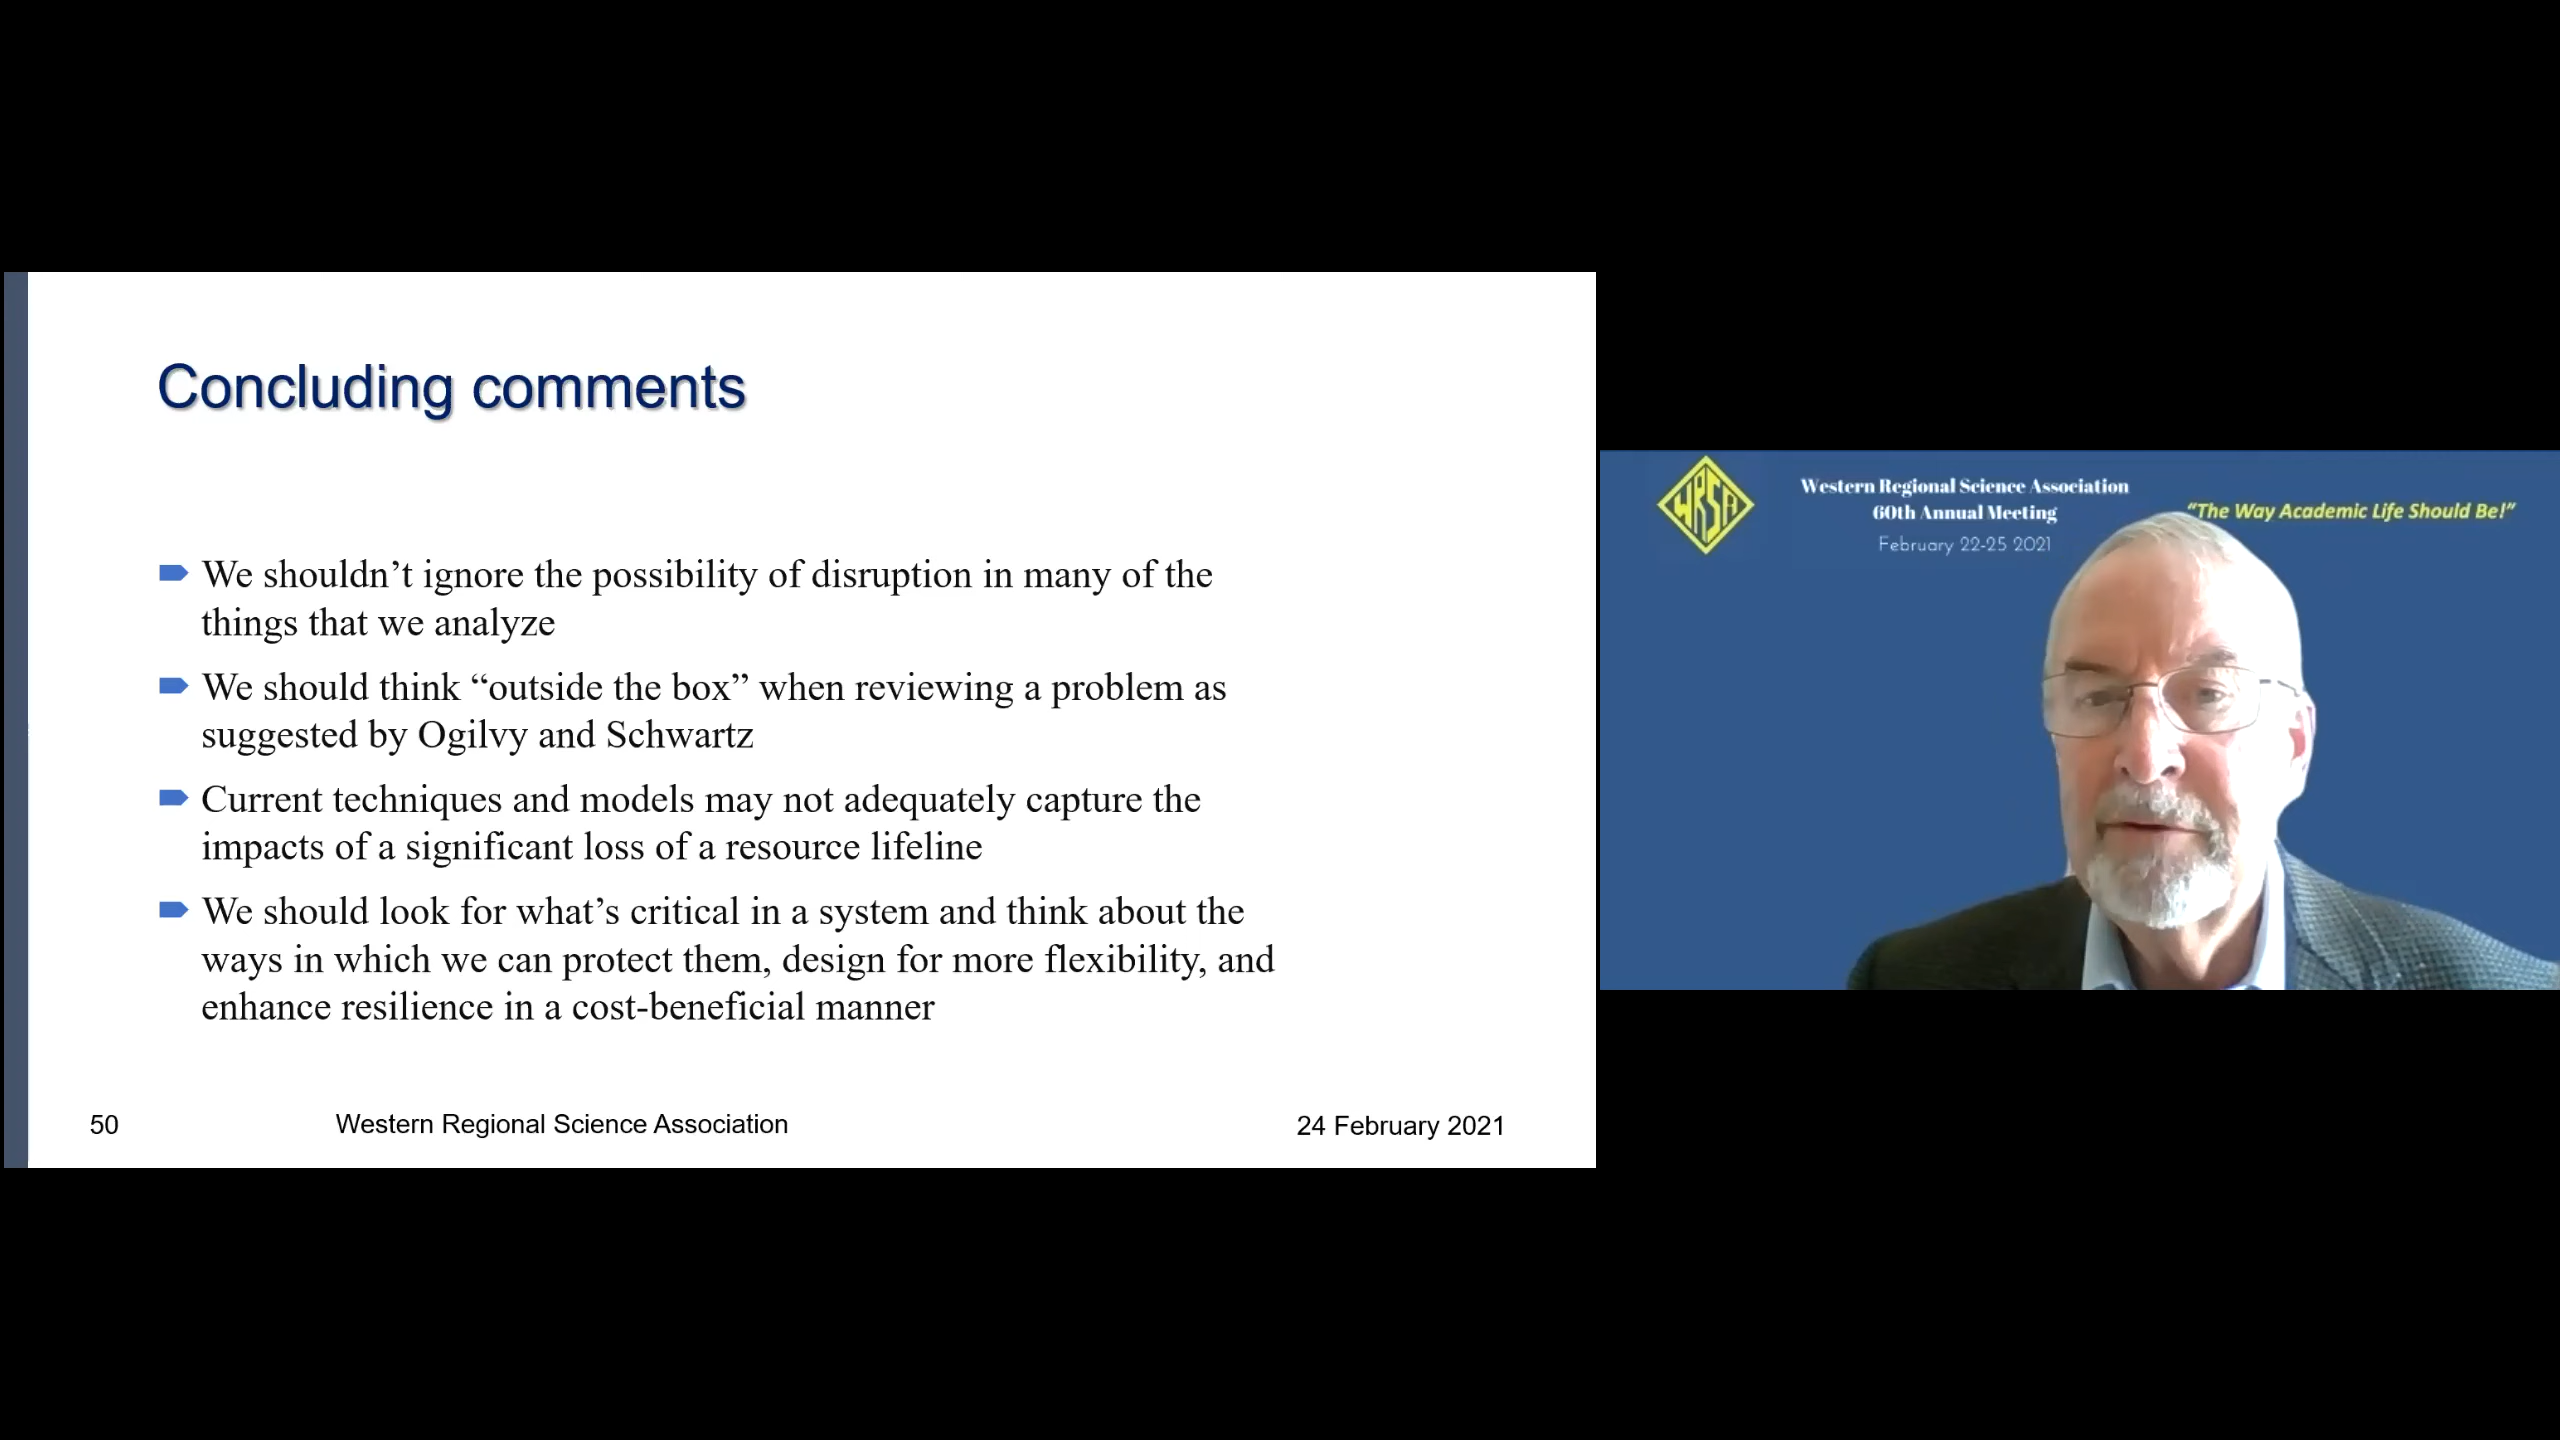 Concluding comments
We shouldn’t ignore the possibility of disruption in many of the
things that we analyze
We should think “outside the box” when reviewing a problem as
suggested by Ogilvy and Schwartz
Current techniques and models may not adequately capture the
impacts of a significant loss of a resource lifeline
We should look for what’s critical in a system and think about the
ways in which we can protect them, design for more flexibility, and
enhance resilience in a cost-beneficial manner
50
Western Regional Science Association
24 February 2021
WRSA
Western Regional Science Association
60th Annual Meeting
February 22-25 2021
“The Way Academic Life Should Be!”